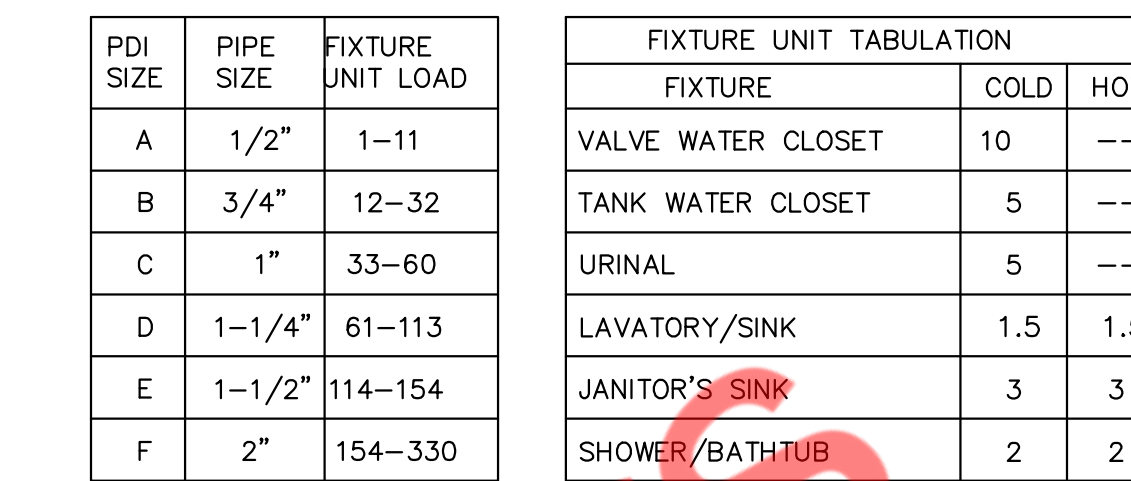 PDI SIZE | PIPE SIZE | FIXTURE UNIT LOAD
A | 1/2" | 1–11
B | 3/4" | 12–32
C | 1" | 33–60
D | 1–1/4" | 61–113
E | 1–1/2" | 114–154
F | 2" | 154–330
FIXTURE UNIT TABULATION
FIXTURE | COLD | HO
VALVE WATER CLOSET | 10 | --
TANK WATER CLOSET | 5 | --
URINAL | 5 | --
LAVATORY/SINK | 1.5 | 1.
JANITOR'S SINK | 3 | 3
SHOWER/BATHTUB | 2 | 2